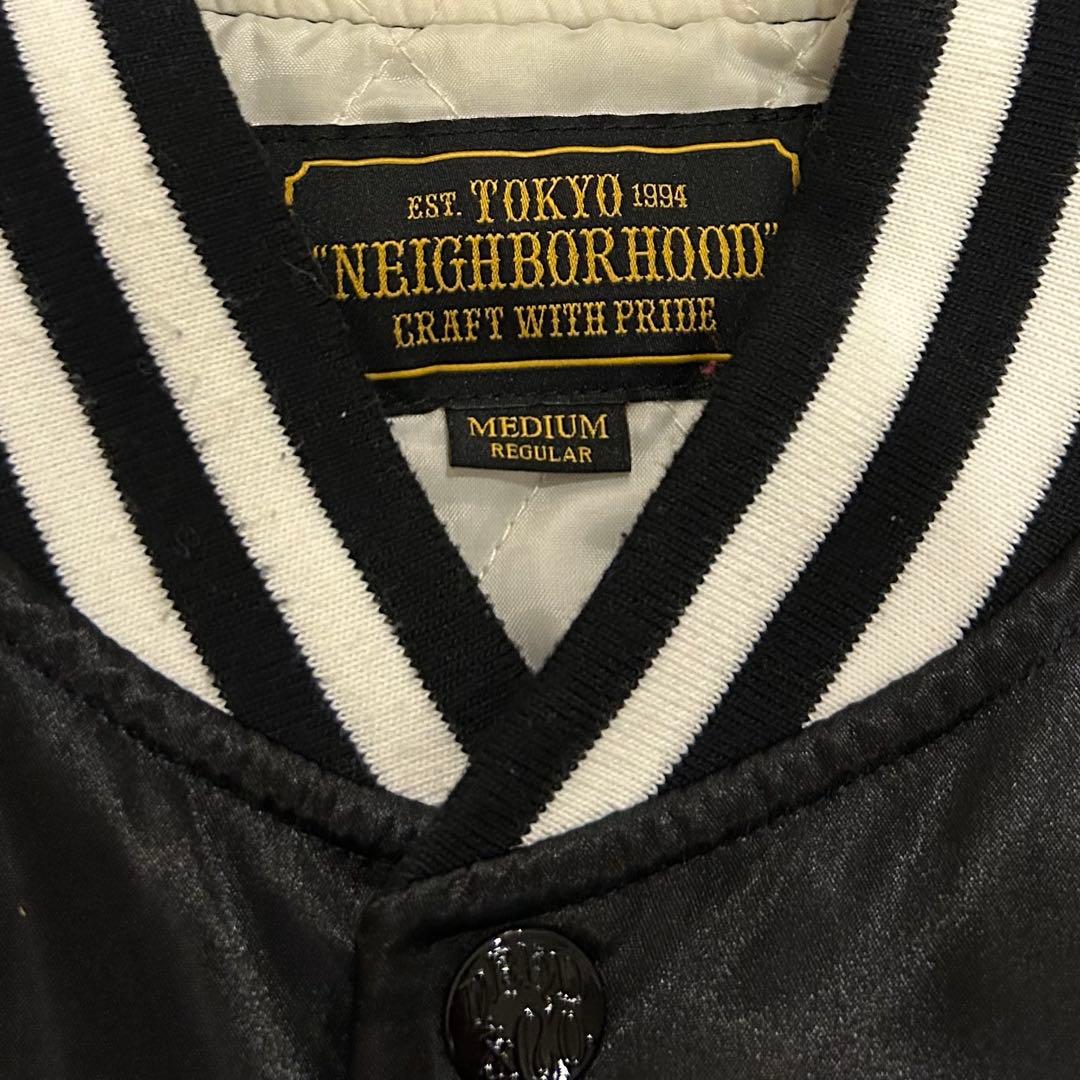 EST. TOKYO 1994
"NEIGHBORHOOD"
CRAFT WITH PRIDE
MEDIUM
REGULAR